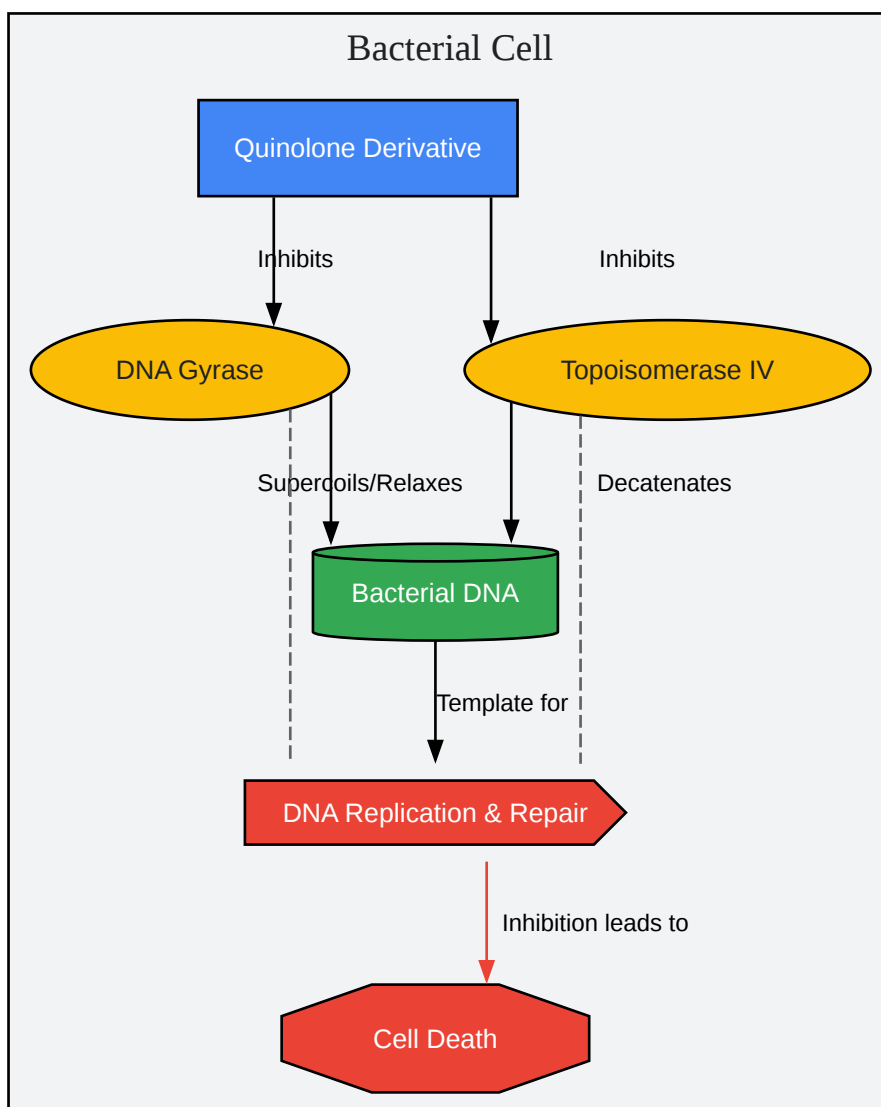 Bacterial Cell
Quinolone Derivative
Inhibits
Inhibits
DNA Gyrase
Topoisomerase IV
Supercoils/Relaxes
Decatenates
Bacterial DNA
Template for
DNA Replication & Repair
Inhibition leads to
Cell Death